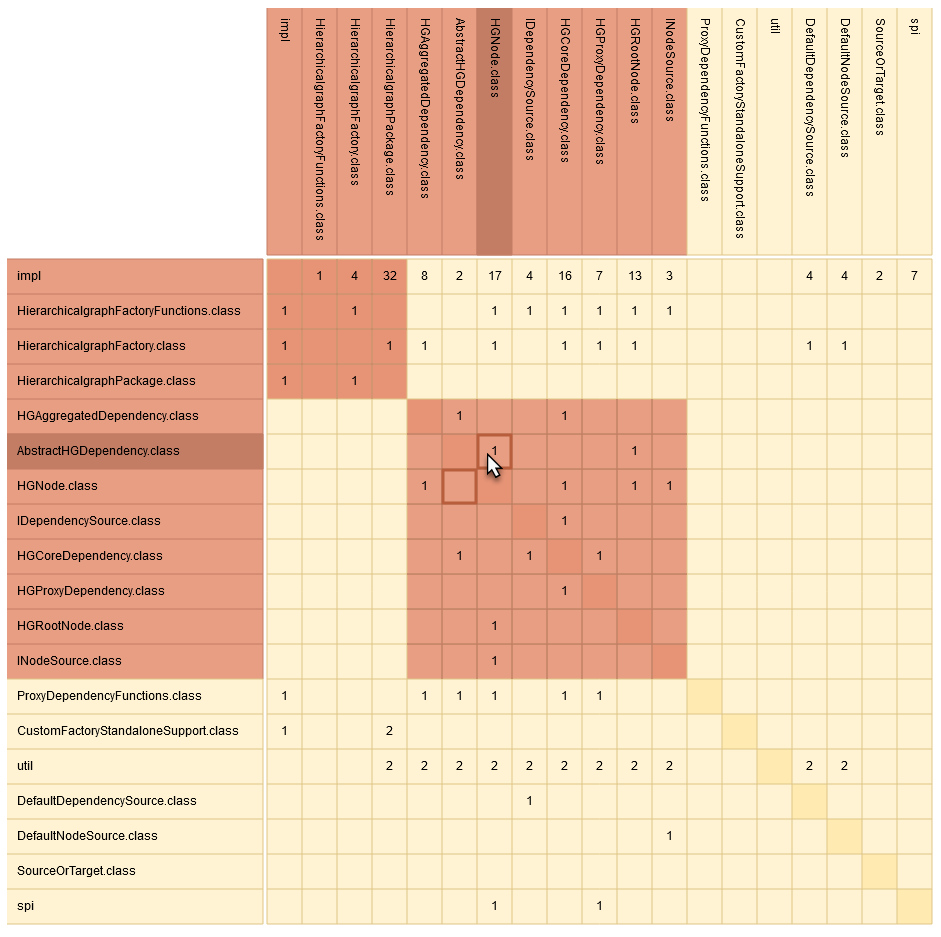 impl
HierarchicalgraphFactoryFunctions.class
HierarchicalgraphFactory.class
HierarchicalgraphPackage.class
HGAggregatedDependency.class
AbstractHGDependency.class
HGNode.class
IDependencySource.class
HGCoreDependency.class
HGProxyDependency.class
HGRootNode.class
INodeSource.class
ProxyDependencyFunctions.class
CustomFactoryStandaloneSupport.class
util
DefaultDependencySource.class
DefaultNodeSource.class
SourceOrTarget.class
spi
impl 1 4 32 8 2 17 4 16 7 13 3 4 4 2 7
HierarchicalgraphFactoryFunctions.class 1 1 1 1 1 1 1 1
HierarchicalgraphFactory.class 1 1 1 1 1 1 1 1 1
HierarchicalgraphPackage.class 1 1
HGAggregatedDependency.class 1 1
AbstractHGDependency.class 1 1
HGNode.class 1 1 1 1
IDependencySource.class 1
HGCoreDependency.class 1 1 1
HGProxyDependency.class 1
HGRootNode.class 1
INodeSource.class 1
ProxyDependencyFunctions.class 1 1 1 1 1 1
CustomFactoryStandaloneSupport.class 1 2
util 2 2 2 2 2 2 2 2 2 2 2
DefaultDependencySource.class 1
DefaultNodeSource.class 1
SourceOrTarget.class
spi 1 1